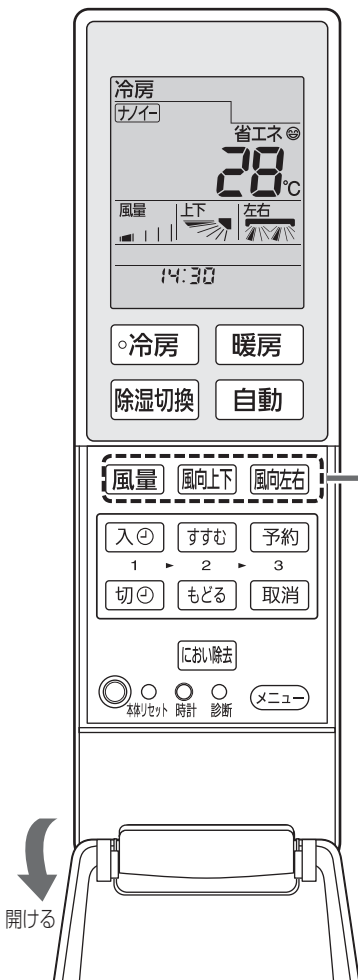 冷房
ナノイー
省エネ
28℃
風量 上下 左右
14:30
冷房 暖房
除湿切換 自動
風量 風向上下 風向左右
入 すすむ 予約
1 ► 2 ► 3
切 もどる 取消
におい除去
本体リセット 時計 診断 メニュー
開ける